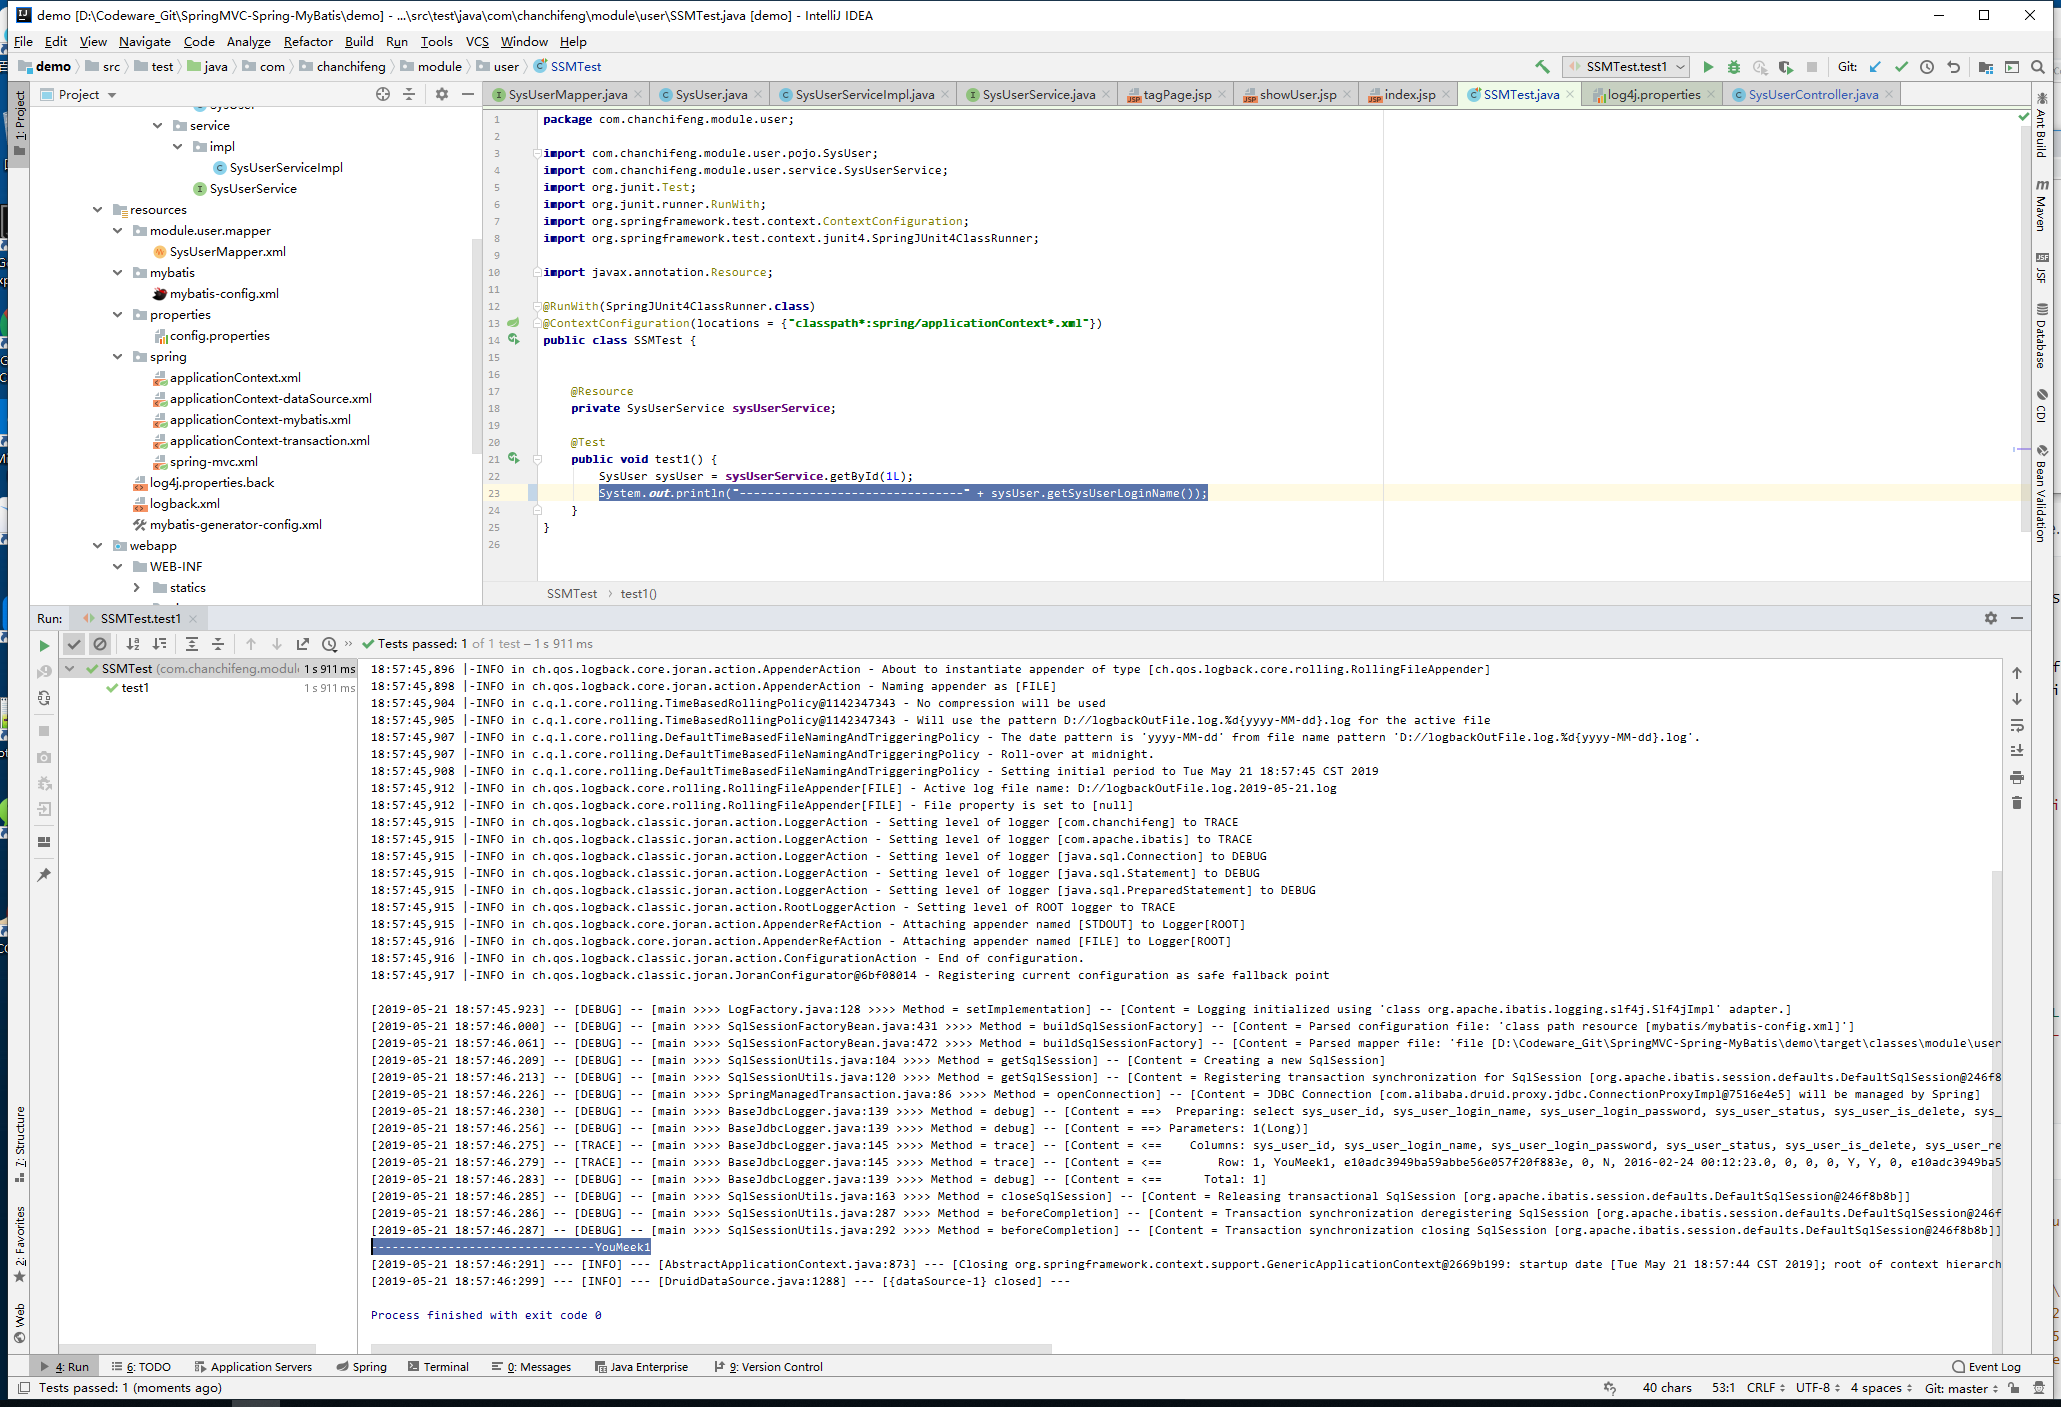 demo [D:\Codeware_Git\SpringMVC-Spring-MyBatis\demo] - ...\src\test\java\com\chanchifeng\module\user\SSMTest.java [demo] - IntelliJ IDEA
File Edit View Navigate Code Analyze Refactor Build Run Tools VCS Window Help
demo src test java com chanchifeng module user SSMTest
SSMTest.test1 Git:
Project
SysUserMapper.java SysUser.java SysUserServiceImpl.java SysUserService.java tagPage.jsp showUser.jsp index.jsp SSMTest.java log4j.properties SysUserController.java
1: Project
service
impl
SysUserServiceImpl
SysUserService
resources
module.user.mapper
SysUserMapper.xml
mybatis
mybatis-config.xml
properties
config.properties
spring
applicationContext.xml
applicationContext-dataSource.xml
applicationContext-mybatis.xml
applicationContext-transaction.xml
spring-mvc.xml
log4j.properties.back
logback.xml
mybatis-generator-config.xml
webapp
WEB-INF
statics
1 package com.chanchifeng.module.user;
2
3 import com.chanchifeng.module.user.pojo.SysUser;
4 import com.chanchifeng.module.user.service.SysUserService;
5 import org.junit.Test;
6 import org.junit.runner.RunWith;
7 import org.springframework.test.context.ContextConfiguration;
8 import org.springframework.test.context.junit4.SpringJUnit4ClassRunner;
9
10 import javax.annotation.Resource;
11
12 @RunWith(SpringJUnit4ClassRunner.class)
13 @ContextConfiguration(locations = {"classpath*:spring/applicationContext*.xml"})
14 public class SSMTest {
15
16
17 @Resource
18 private SysUserService sysUserService;
19
20 @Test
21 public void test1() {
22 SysUser sysUser = sysUserService.getById(1L);
23 System.out.println("--------------------------------" + sysUser.getSysUserLoginName());
24 }
25 }
26
SSMTest › test1()
Ant Build
Maven
JSF
Database
CDI
Bean Validation
Run: SSMTest.test1
Tests passed: 1 of 1 test – 1 s 911 ms
SSMTest (com.chanchifeng.modul 1 s 911 ms
test1 1 s 911 ms
18:57:45,896 |-INFO in ch.qos.logback.core.joran.action.AppenderAction - About to instantiate appender of type [ch.qos.logback.core.rolling.RollingFileAppender]
18:57:45,898 |-INFO in ch.qos.logback.core.joran.action.AppenderAction - Naming appender as [FILE]
18:57:45,904 |-INFO in c.q.l.core.rolling.TimeBasedRollingPolicy@1142347343 - No compression will be used
18:57:45,905 |-INFO in c.q.l.core.rolling.TimeBasedRollingPolicy@1142347343 - Will use the pattern D://logbackOutFile.log.%d{yyyy-MM-dd}.log for the active file
18:57:45,907 |-INFO in c.q.l.core.rolling.DefaultTimeBasedFileNamingAndTriggeringPolicy - The date pattern is 'yyyy-MM-dd' from file name pattern 'D://logbackOutFile.log.%d{yyyy-MM-dd}.log'.
18:57:45,907 |-INFO in c.q.l.core.rolling.DefaultTimeBasedFileNamingAndTriggeringPolicy - Roll-over at midnight.
18:57:45,908 |-INFO in c.q.l.core.rolling.DefaultTimeBasedFileNamingAndTriggeringPolicy - Setting initial period to Tue May 21 18:57:45 CST 2019
18:57:45,912 |-INFO in ch.qos.logback.core.rolling.RollingFileAppender[FILE] - Active log file name: D://logbackOutFile.log.2019-05-21.log
18:57:45,912 |-INFO in ch.qos.logback.core.rolling.RollingFileAppender[FILE] - File property is set to [null]
18:57:45,915 |-INFO in ch.qos.logback.classic.joran.action.LoggerAction - Setting level of logger [com.chanchifeng] to TRACE
18:57:45,915 |-INFO in ch.qos.logback.classic.joran.action.LoggerAction - Setting level of logger [com.apache.ibatis] to TRACE
18:57:45,915 |-INFO in ch.qos.logback.classic.joran.action.LoggerAction - Setting level of logger [java.sql.Connection] to DEBUG
18:57:45,915 |-INFO in ch.qos.logback.classic.joran.action.LoggerAction - Setting level of logger [java.sql.Statement] to DEBUG
18:57:45,915 |-INFO in ch.qos.logback.classic.joran.action.LoggerAction - Setting level of logger [java.sql.PreparedStatement] to DEBUG
18:57:45,915 |-INFO in ch.qos.logback.classic.joran.action.RootLoggerAction - Setting level of ROOT logger to TRACE
18:57:45,915 |-INFO in ch.qos.logback.core.joran.action.AppenderRefAction - Attaching appender named [STDOUT] to Logger[ROOT]
18:57:45,916 |-INFO in ch.qos.logback.core.joran.action.AppenderRefAction - Attaching appender named [FILE] to Logger[ROOT]
18:57:45,916 |-INFO in ch.qos.logback.classic.joran.action.ConfigurationAction - End of configuration.
18:57:45,917 |-INFO in ch.qos.logback.classic.joran.JoranConfigurator@6bf08014 - Registering current configuration as safe fallback point
[2019-05-21 18:57:45.923] -- [DEBUG] -- [main >>>> LogFactory.java:128 >>>> Method = setImplementation] -- [Content = Logging initialized using 'class org.apache.ibatis.logging.slf4j.Slf4jImpl' adapter.]
[2019-05-21 18:57:46.000] -- [DEBUG] -- [main >>>> SqlSessionFactoryBean.java:431 >>>> Method = buildSqlSessionFactory] -- [Content = Parsed configuration file: 'class path resource [mybatis/mybatis-config.xml]']
[2019-05-21 18:57:46.061] -- [DEBUG] -- [main >>>> SqlSessionFactoryBean.java:472 >>>> Method = buildSqlSessionFactory] -- [Content = Parsed mapper file: 'file [D:\Codeware_Git\SpringMVC-Spring-MyBatis\demo\target\classes\module\user
[2019-05-21 18:57:46.209] -- [DEBUG] -- [main >>>> SqlSessionUtils.java:104 >>>> Method = getSqlSession] -- [Content = Creating a new SqlSession]
[2019-05-21 18:57:46.213] -- [DEBUG] -- [main >>>> SqlSessionUtils.java:120 >>>> Method = getSqlSession] -- [Content = Registering transaction synchronization for SqlSession [org.apache.ibatis.session.defaults.DefaultSqlSession@246f8
[2019-05-21 18:57:46.226] -- [DEBUG] -- [main >>>> SpringManagedTransaction.java:86 >>>> Method = openConnection] -- [Content = JDBC Connection [com.alibaba.druid.proxy.jdbc.ConnectionProxyImpl@7516e4e5] will be managed by Spring]
[2019-05-21 18:57:46.230] -- [DEBUG] -- [main >>>> BaseJdbcLogger.java:139 >>>> Method = debug] -- [Content = ==>  Preparing: select sys_user_id, sys_user_login_name, sys_user_login_password, sys_user_status, sys_user_is_delete, sys_
[2019-05-21 18:57:46.256] -- [DEBUG] -- [main >>>> BaseJdbcLogger.java:139 >>>> Method = debug] -- [Content = ==> Parameters: 1(Long)]
[2019-05-21 18:57:46.275] -- [TRACE] -- [main >>>> BaseJdbcLogger.java:145 >>>> Method = trace] -- [Content = <==    Columns: sys_user_id, sys_user_login_name, sys_user_login_password, sys_user_status, sys_user_is_delete, sys_user_re
[2019-05-21 18:57:46.279] -- [TRACE] -- [main >>>> BaseJdbcLogger.java:145 >>>> Method = trace] -- [Content = <==        Row: 1, YouMeek1, e10adc3949ba59abbe56e057f20f883e, 0, N, 2016-02-24 00:12:23.0, 0, 0, 0, Y, Y, 0, e10adc3949ba5
[2019-05-21 18:57:46.283] -- [DEBUG] -- [main >>>> BaseJdbcLogger.java:139 >>>> Method = debug] -- [Content = <==      Total: 1]
[2019-05-21 18:57:46.285] -- [DEBUG] -- [main >>>> SqlSessionUtils.java:163 >>>> Method = closeSqlSession] -- [Content = Releasing transactional SqlSession [org.apache.ibatis.session.defaults.DefaultSqlSession@246f8b8b]]
[2019-05-21 18:57:46.286] -- [DEBUG] -- [main >>>> SqlSessionUtils.java:287 >>>> Method = beforeCompletion] -- [Content = Transaction synchronization deregistering SqlSession [org.apache.ibatis.session.defaults.DefaultSqlSession@246f
[2019-05-21 18:57:46.287] -- [DEBUG] -- [main >>>> SqlSessionUtils.java:292 >>>> Method = beforeCompletion] -- [Content = Transaction synchronization closing SqlSession [org.apache.ibatis.session.defaults.DefaultSqlSession@246f8b8b]]
--------------------------------YouMeek1
[2019-05-21 18:57:46:291] --- [INFO] --- [AbstractApplicationContext.java:873] --- [Closing org.springframework.context.support.GenericApplicationContext@2669b199: startup date [Tue May 21 18:57:44 CST 2019]; root of context hierarch
[2019-05-21 18:57:46:299] --- [INFO] --- [DruidDataSource.java:1288] --- [{dataSource-1} closed] ---
Process finished with exit code 0
7: Structure
2: Favorites
Web
4: Run 6: TODO Application Servers Spring Terminal 0: Messages Java Enterprise 9: Version Control Event Log
Tests passed: 1 (moments ago) 40 chars 53:1 CRLF UTF-8 4 spaces Git: master